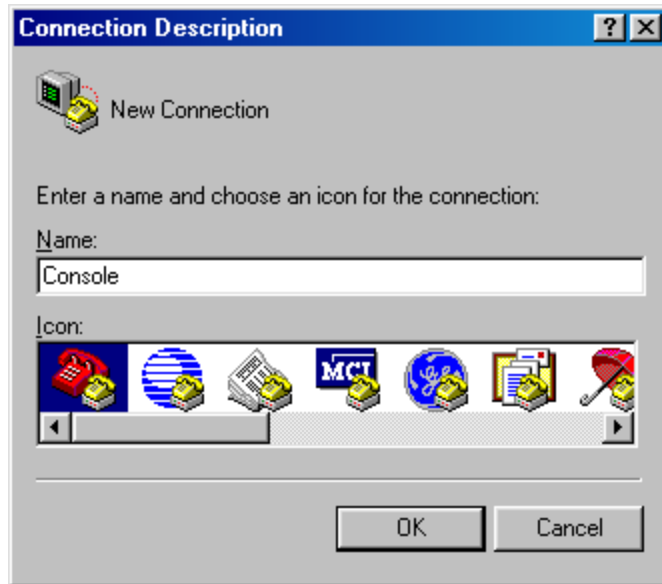 Connection Description
New Connection
Enter a name and choose an icon for the connection:
Name:
Console
Icon:
MCI
OK
Cancel